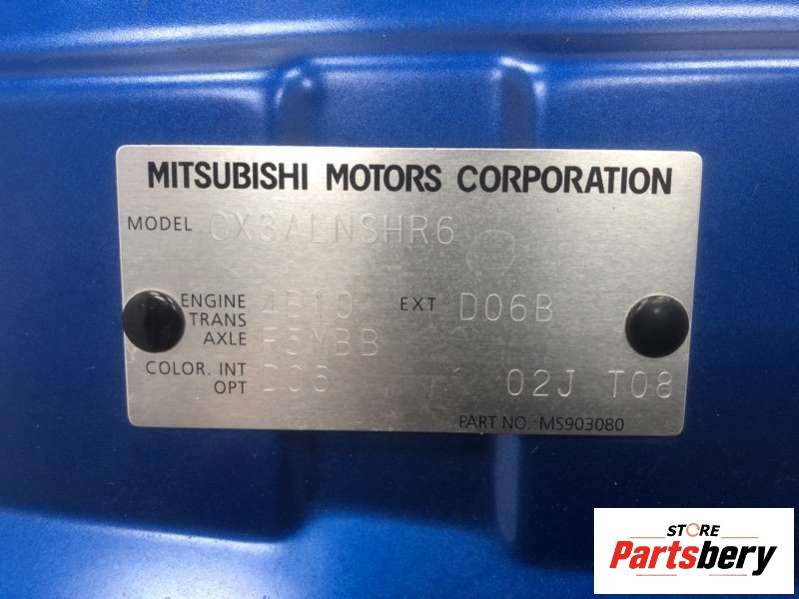 MITSUBISHI MOTORS CORPORATION
MODEL CX3ALNSHR6
ENGINE 4B10 EXT D06B
TRANS
AXLE F5MBB
COLOR. INT
OPT D06 02J T08
PART NO.: MS903080
STORE
Partsbery